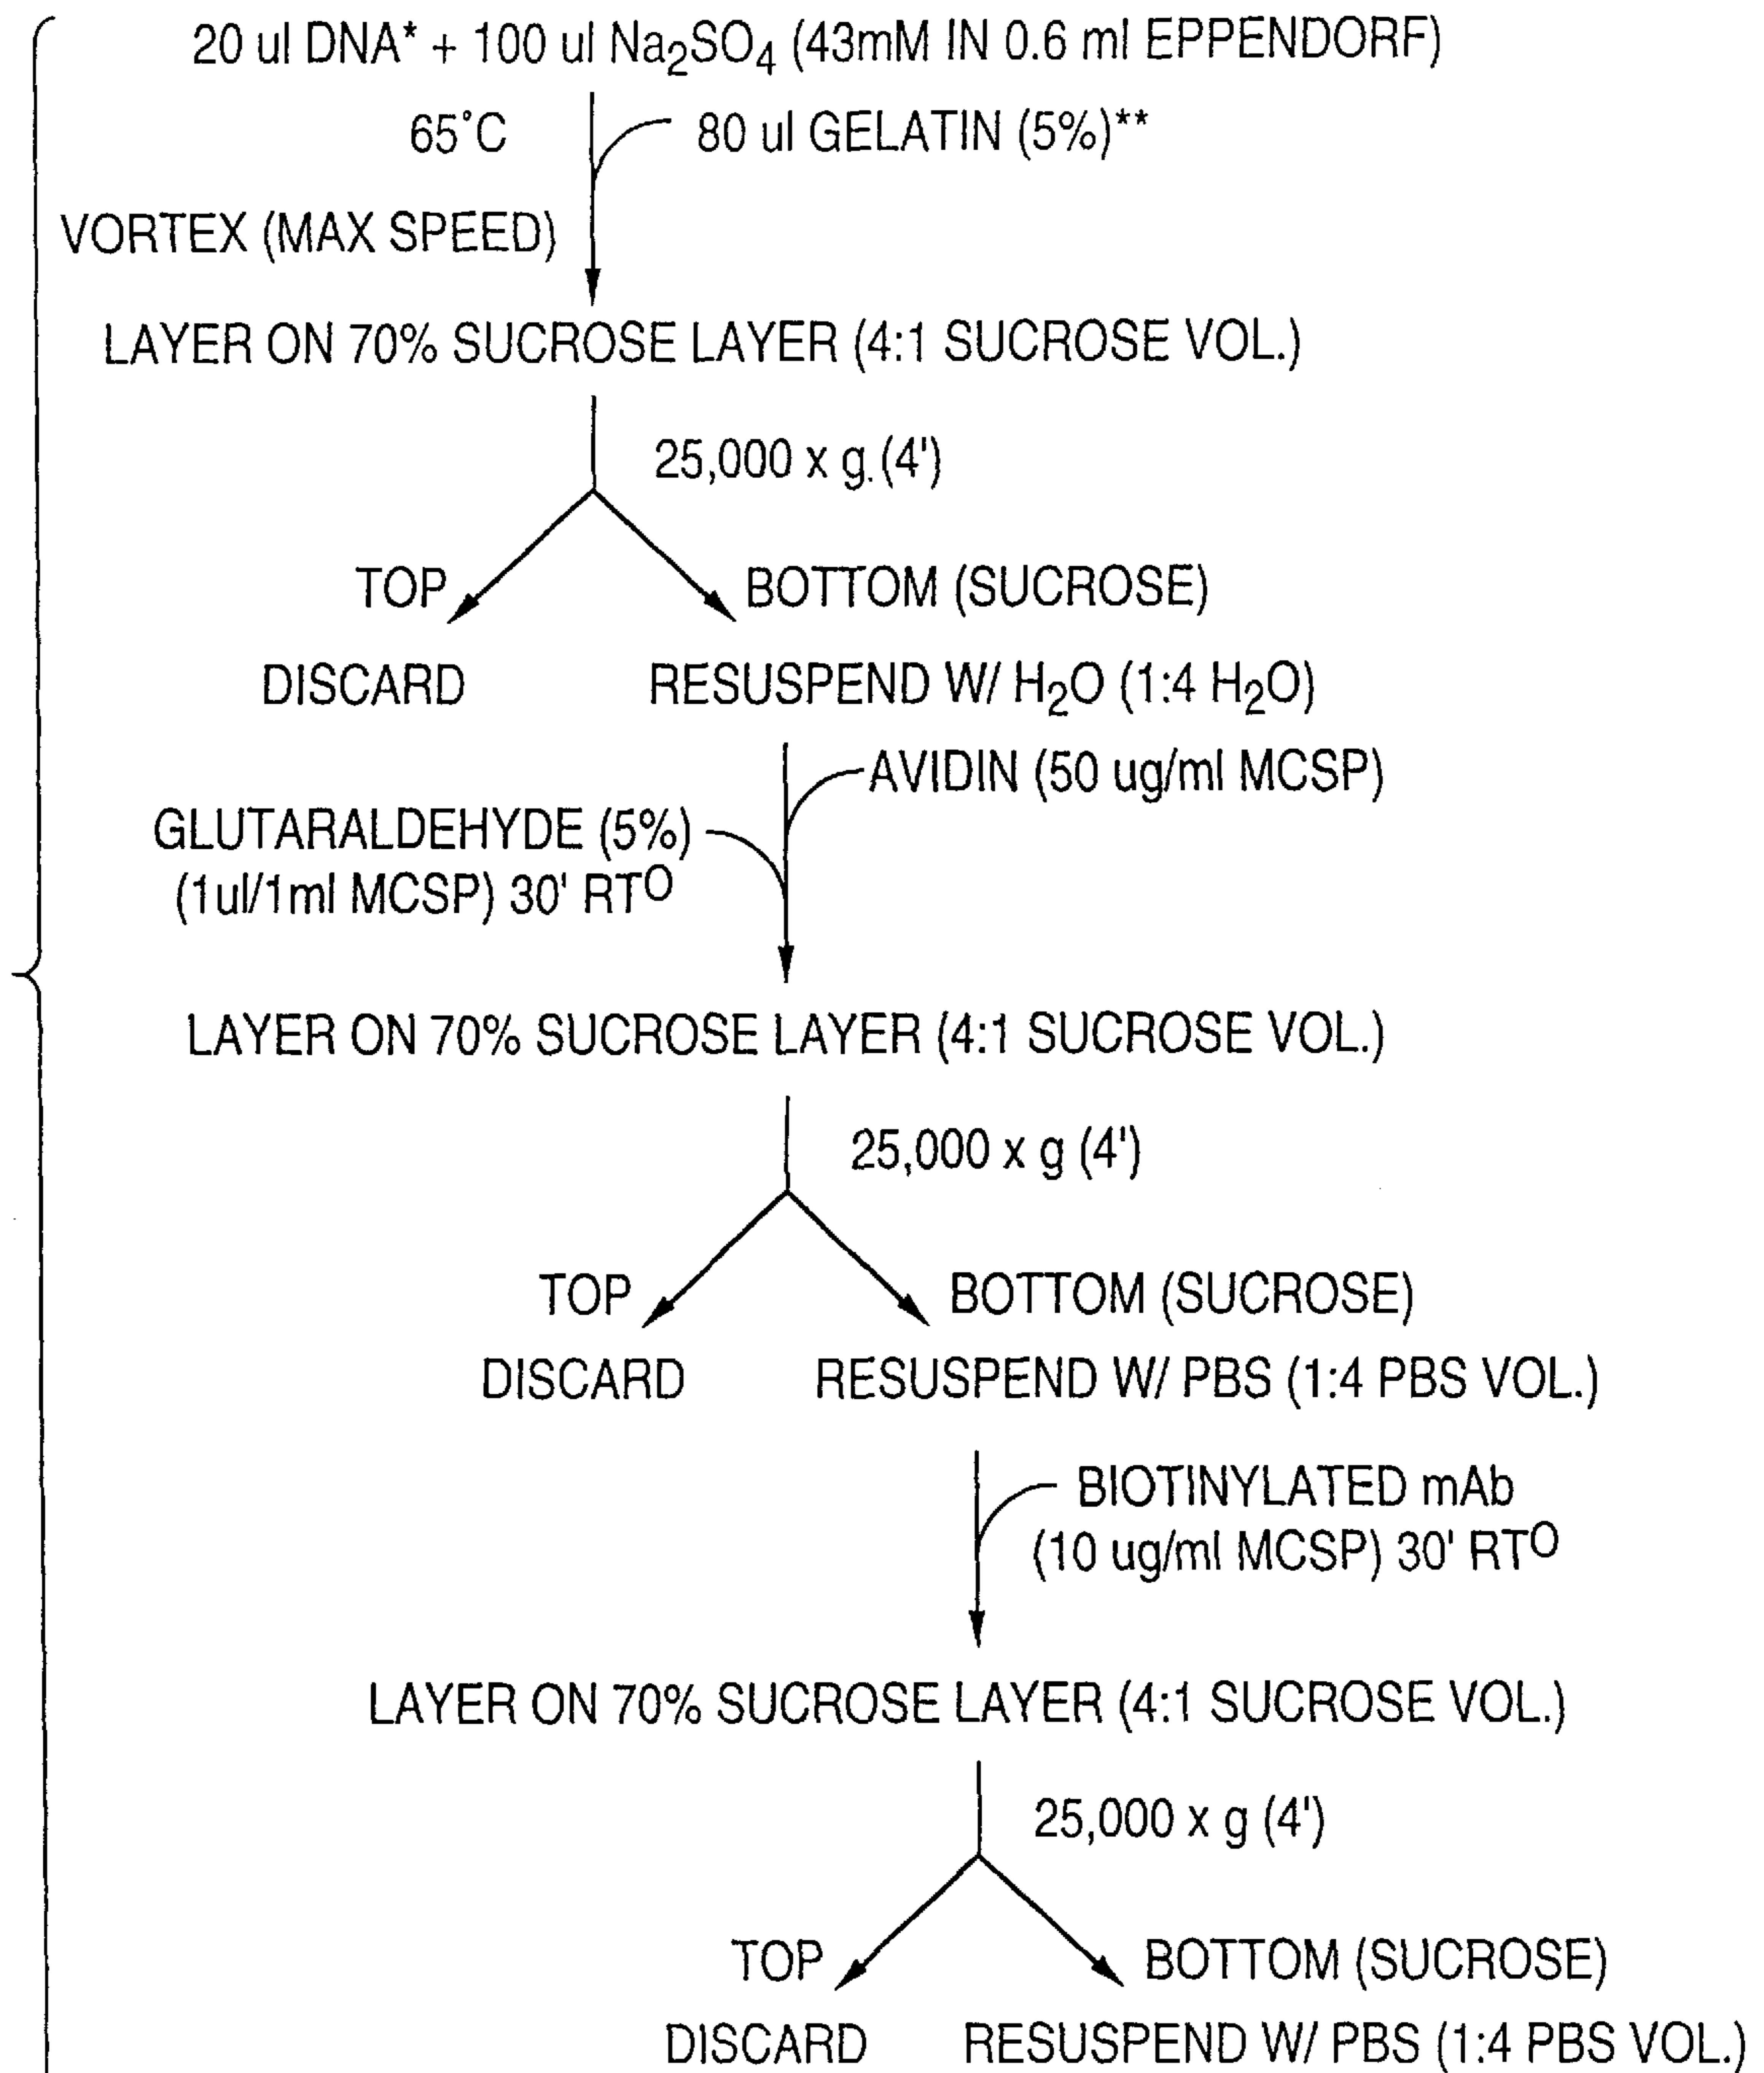 20 ul DNA* + 100 ul Na₂SO₄ (43mM IN 0.6 ml EPPENDORF)
65°C
80 ul GELATIN (5%)**
VORTEX (MAX SPEED)
LAYER ON 70% SUCROSE LAYER (4:1 SUCROSE VOL.)
25,000 x g. (4')
TOP
BOTTOM (SUCROSE)
DISCARD
RESUSPEND W/ H₂O (1:4 H₂O)
AVIDIN (50 ug/ml MCSP)
GLUTARALDEHYDE (5%)
(1ul/1ml MCSP) 30' RT⁰
LAYER ON 70% SUCROSE LAYER (4:1 SUCROSE VOL.)
25,000 x g (4')
TOP
BOTTOM (SUCROSE)
DISCARD
RESUSPEND W/ PBS (1:4 PBS VOL.)
BIOTINYLATED mAb
(10 ug/ml MCSP) 30' RT⁰
LAYER ON 70% SUCROSE LAYER (4:1 SUCROSE VOL.)
25,000 x g (4')
TOP
BOTTOM (SUCROSE)
DISCARD
RESUSPEND W/ PBS (1:4 PBS VOL.)